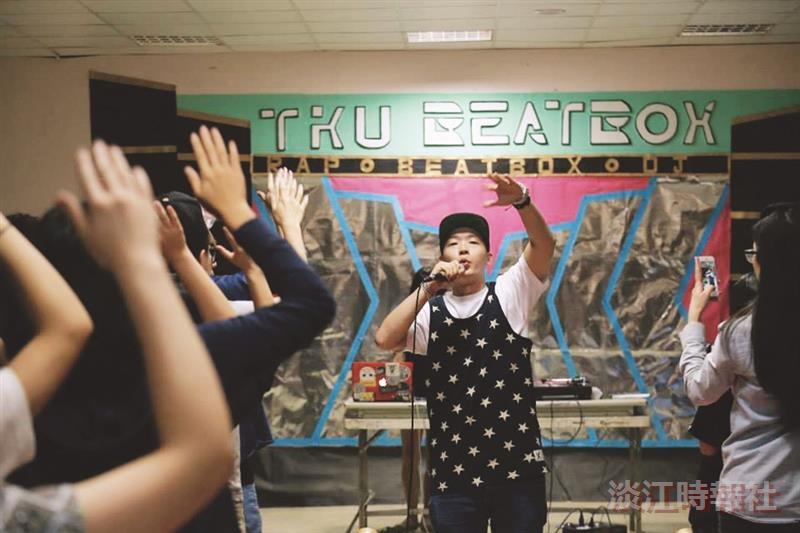 TKU BEATBOX
RAP BEATBOX DJ
淡江時報社